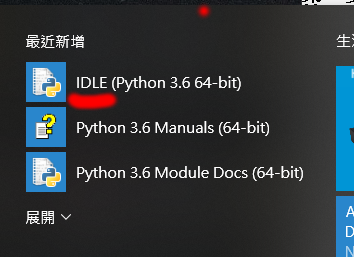 最近新增
生
IDLE (Python 3.6 64-bit)
Python 3.6 Manuals (64-bit)
Python 3.6 Module Docs (64-bit)
展開